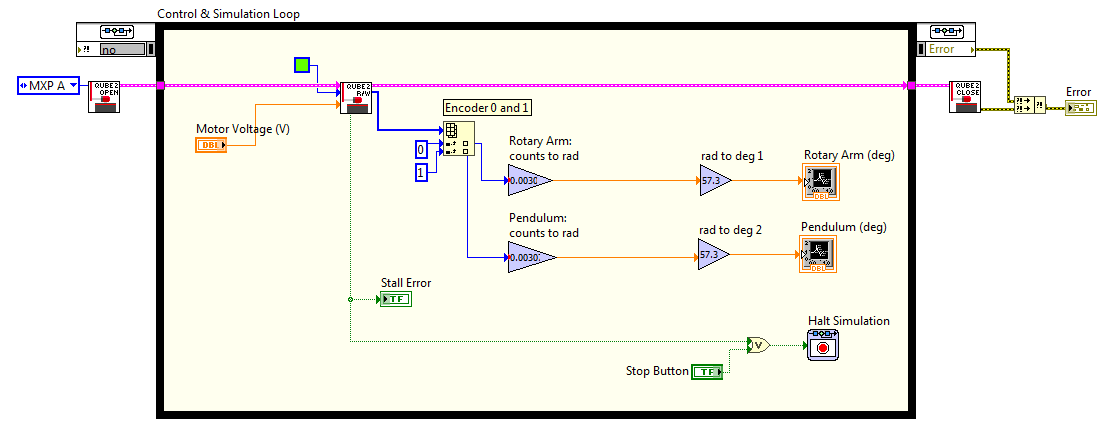 Control & Simulation Loop
no
Error
MXP A
QUBE2
OPEN
QUBE2
R/W
QUBE2
CLOSE
Error
Encoder 0 and 1
Motor Voltage (V)
DBL
0
1
Rotary Arm:
counts to rad
0.0030
rad to deg 1
57.3
Rotary Arm (deg)
DBL
Pendulum:
counts to rad
0.0030
rad to deg 2
57.3
Pendulum (deg)
DBL
Stall Error
TF
Halt Simulation
V
Stop Button
TF